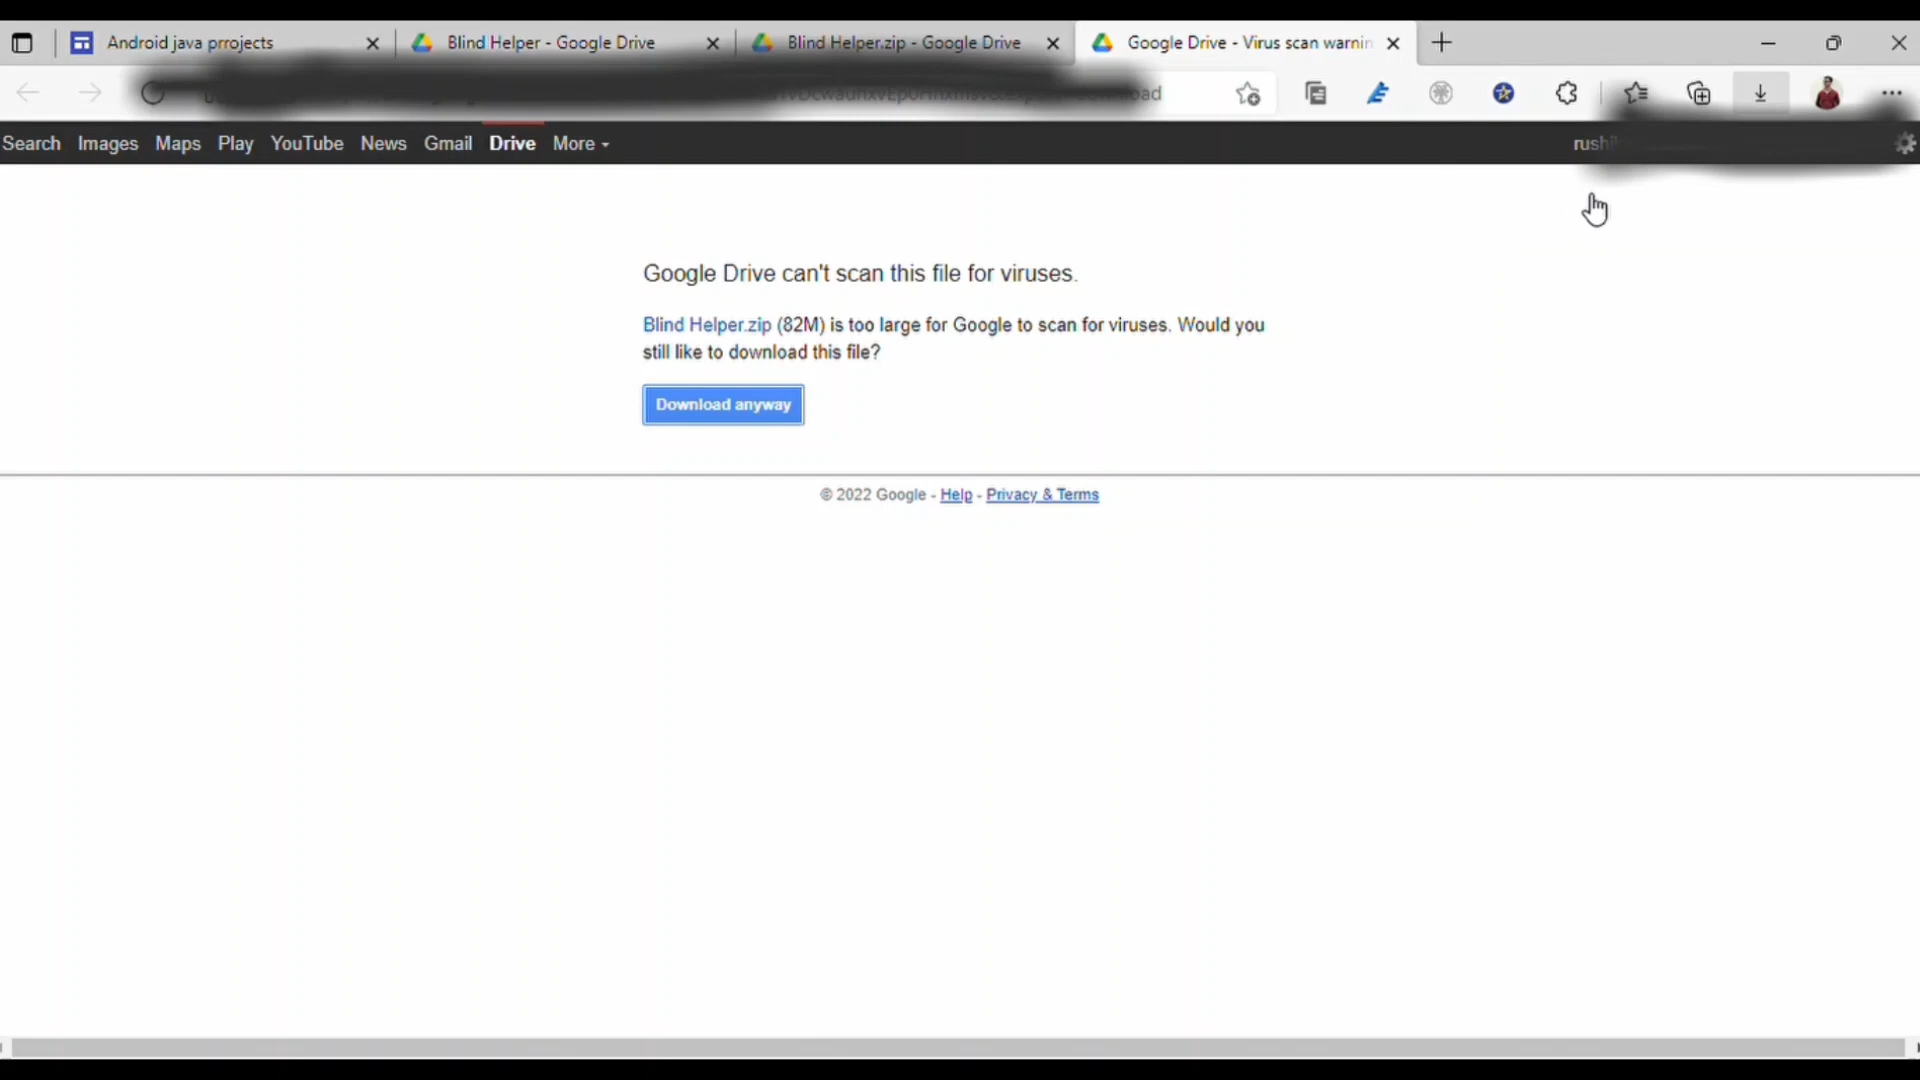 Android java prrojects
Blind Helper - Google Drive
Blind Helper.zip - Google Drive
Google Drive - Virus scan warnin
Search Images Maps Play YouTube News Gmail Drive More
Google Drive can't scan this file for viruses.
Blind Helper.zip (82M) is too large for Google to scan for viruses. Would you
still like to download this file?
Download anyway
© 2022 Google - Help - Privacy & Terms